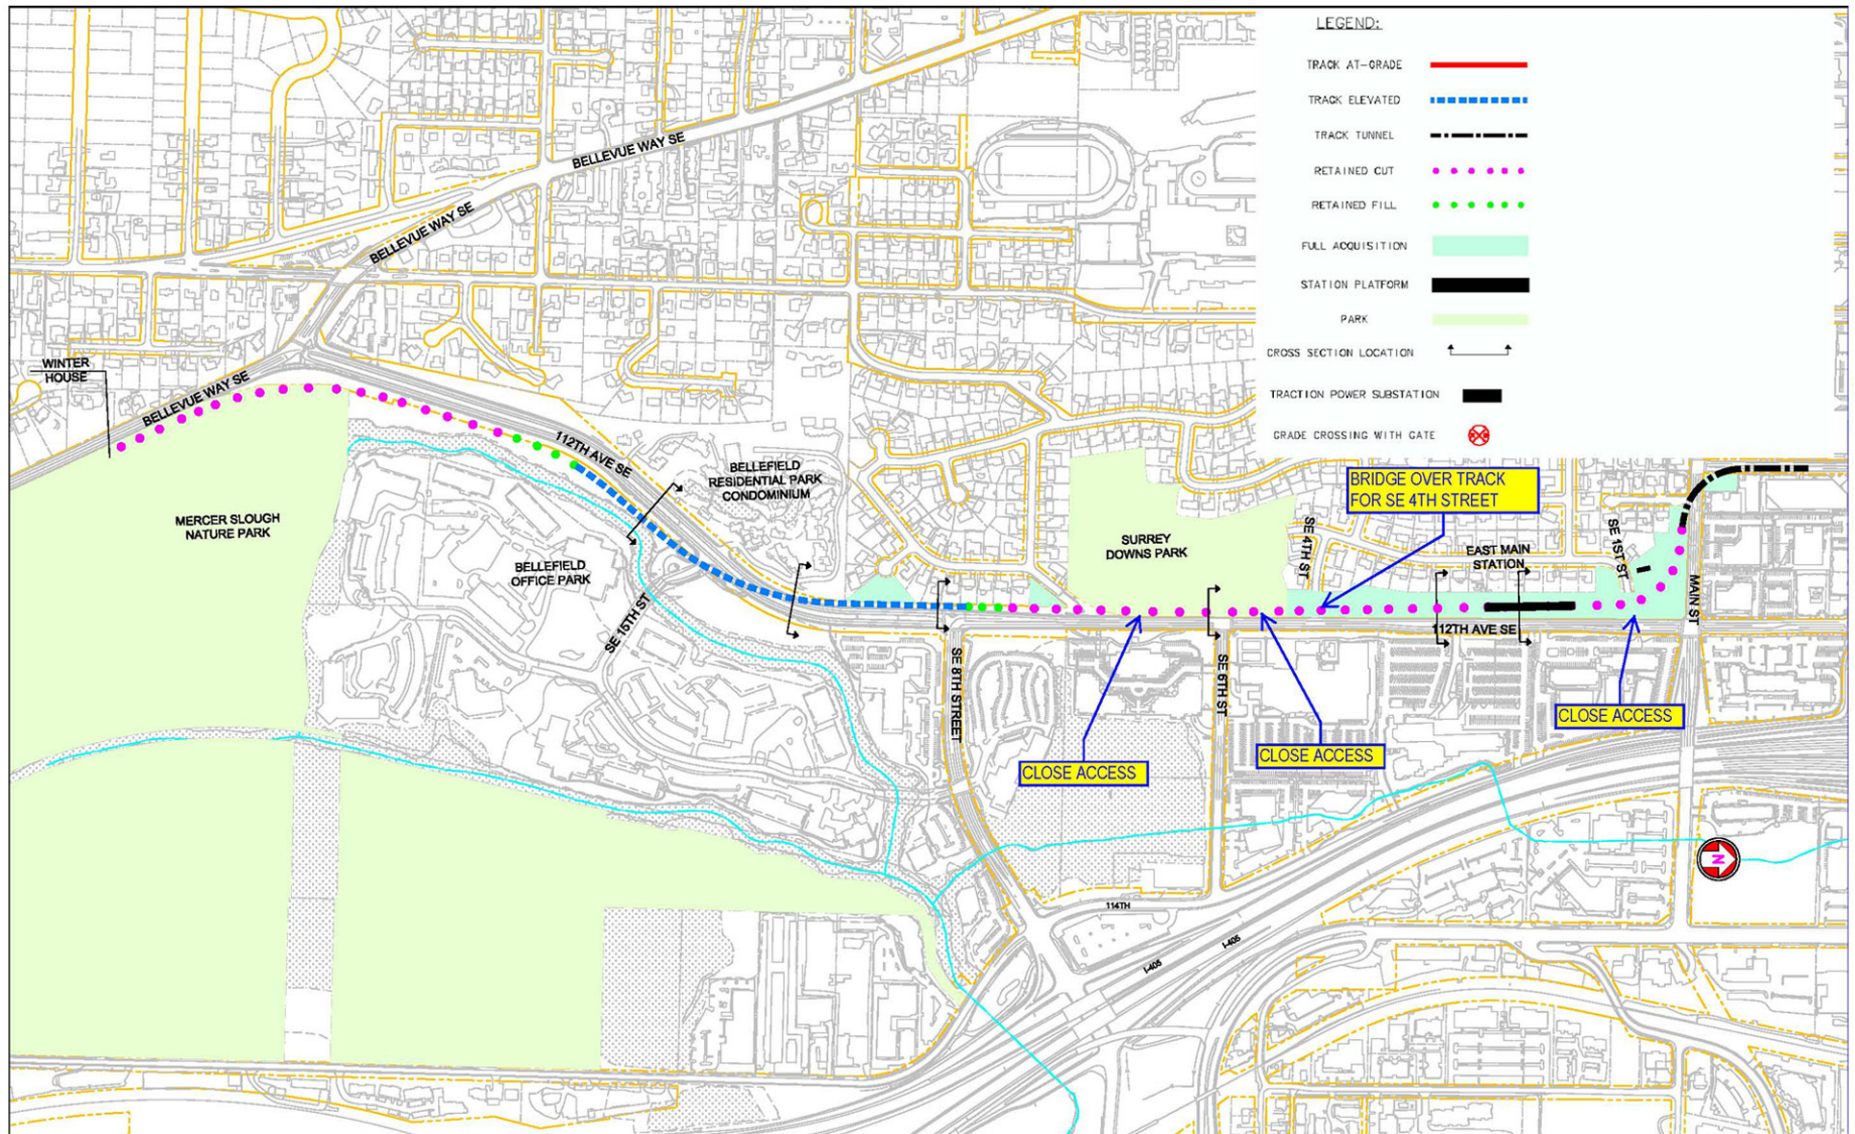 LEGEND:
TRACK AT-GRADE
TRACK ELEVATED
TRACK TUNNEL
RETAINED CUT
RETAINED FILL
FULL ACQUISITION
STATION PLATFORM
PARK
CROSS SECTION LOCATION
TRACTION POWER SUBSTATION
GRADE CROSSING WITH GATE
BELLEVUE WAY SE
BELLEVUE WAY SE
WINTER
HOUSE
BELLEVUE WAY SE
112TH AVE SE
BELLEFIELD
RESIDENTIAL PARK
CONDOMINIUM
BRIDGE OVER TRACK
FOR SE 4TH STREET
MERCER SLOUGH
NATURE PARK
BELLEFIELD
OFFICE PARK
SURREY
DOWNS PARK
SE 4TH ST
EAST MAIN
STATION
SE 1ST ST
MAIN ST
SE 15TH ST
112TH AVE SE
SE 8TH STREET
SE 6TH ST
CLOSE ACCESS
CLOSE ACCESS
CLOSE ACCESS
N
114TH
I-405
I-405